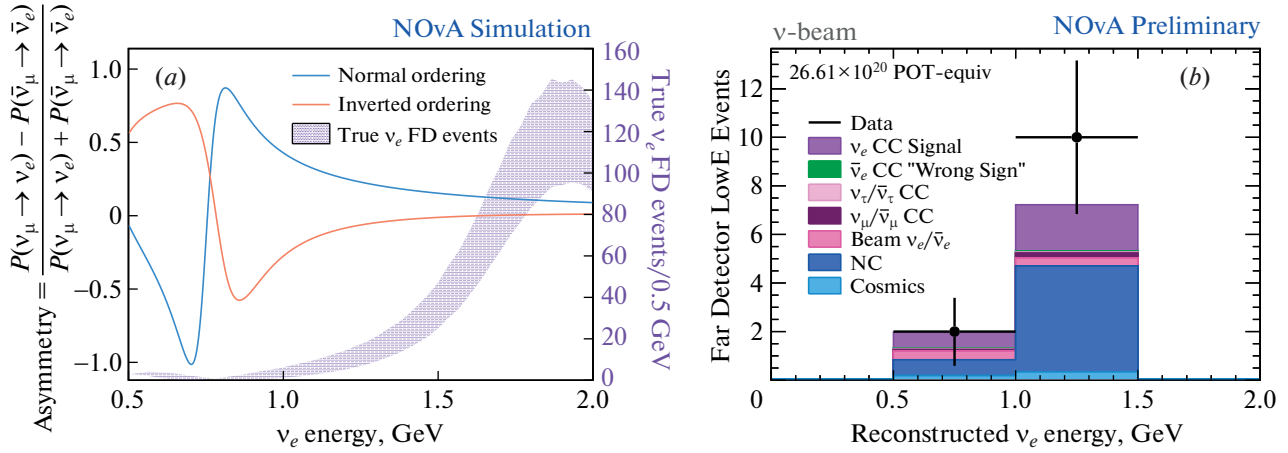 NOvA Simulation
Asymmetry = P(νμ → νe) − P(ν̄μ → ν̄e)
P(νμ → νe) + P(ν̄μ → ν̄e)
1.0
0.5
0
−0.5
−1.0
(a)
Normal ordering
Inverted ordering
True νe FD events
160
140
120
100
80
60
40
20
0
True νe FD events/0.5 GeV
0.5
1.0
1.5
2.0
νe energy, GeV
ν-beam
NOvA Preliminary
26.61×10²⁰ POT-equiv
(b)
Far Detector LowE Events
12
10
8
6
4
2
Data
νe CC Signal
ν̄e CC "Wrong Sign"
ντ/ν̄τ CC
νμ/ν̄μ CC
Beam νe/ν̄e
NC
Cosmics
0
0.5
1.0
1.5
2.0
Reconstructed νe energy, GeV